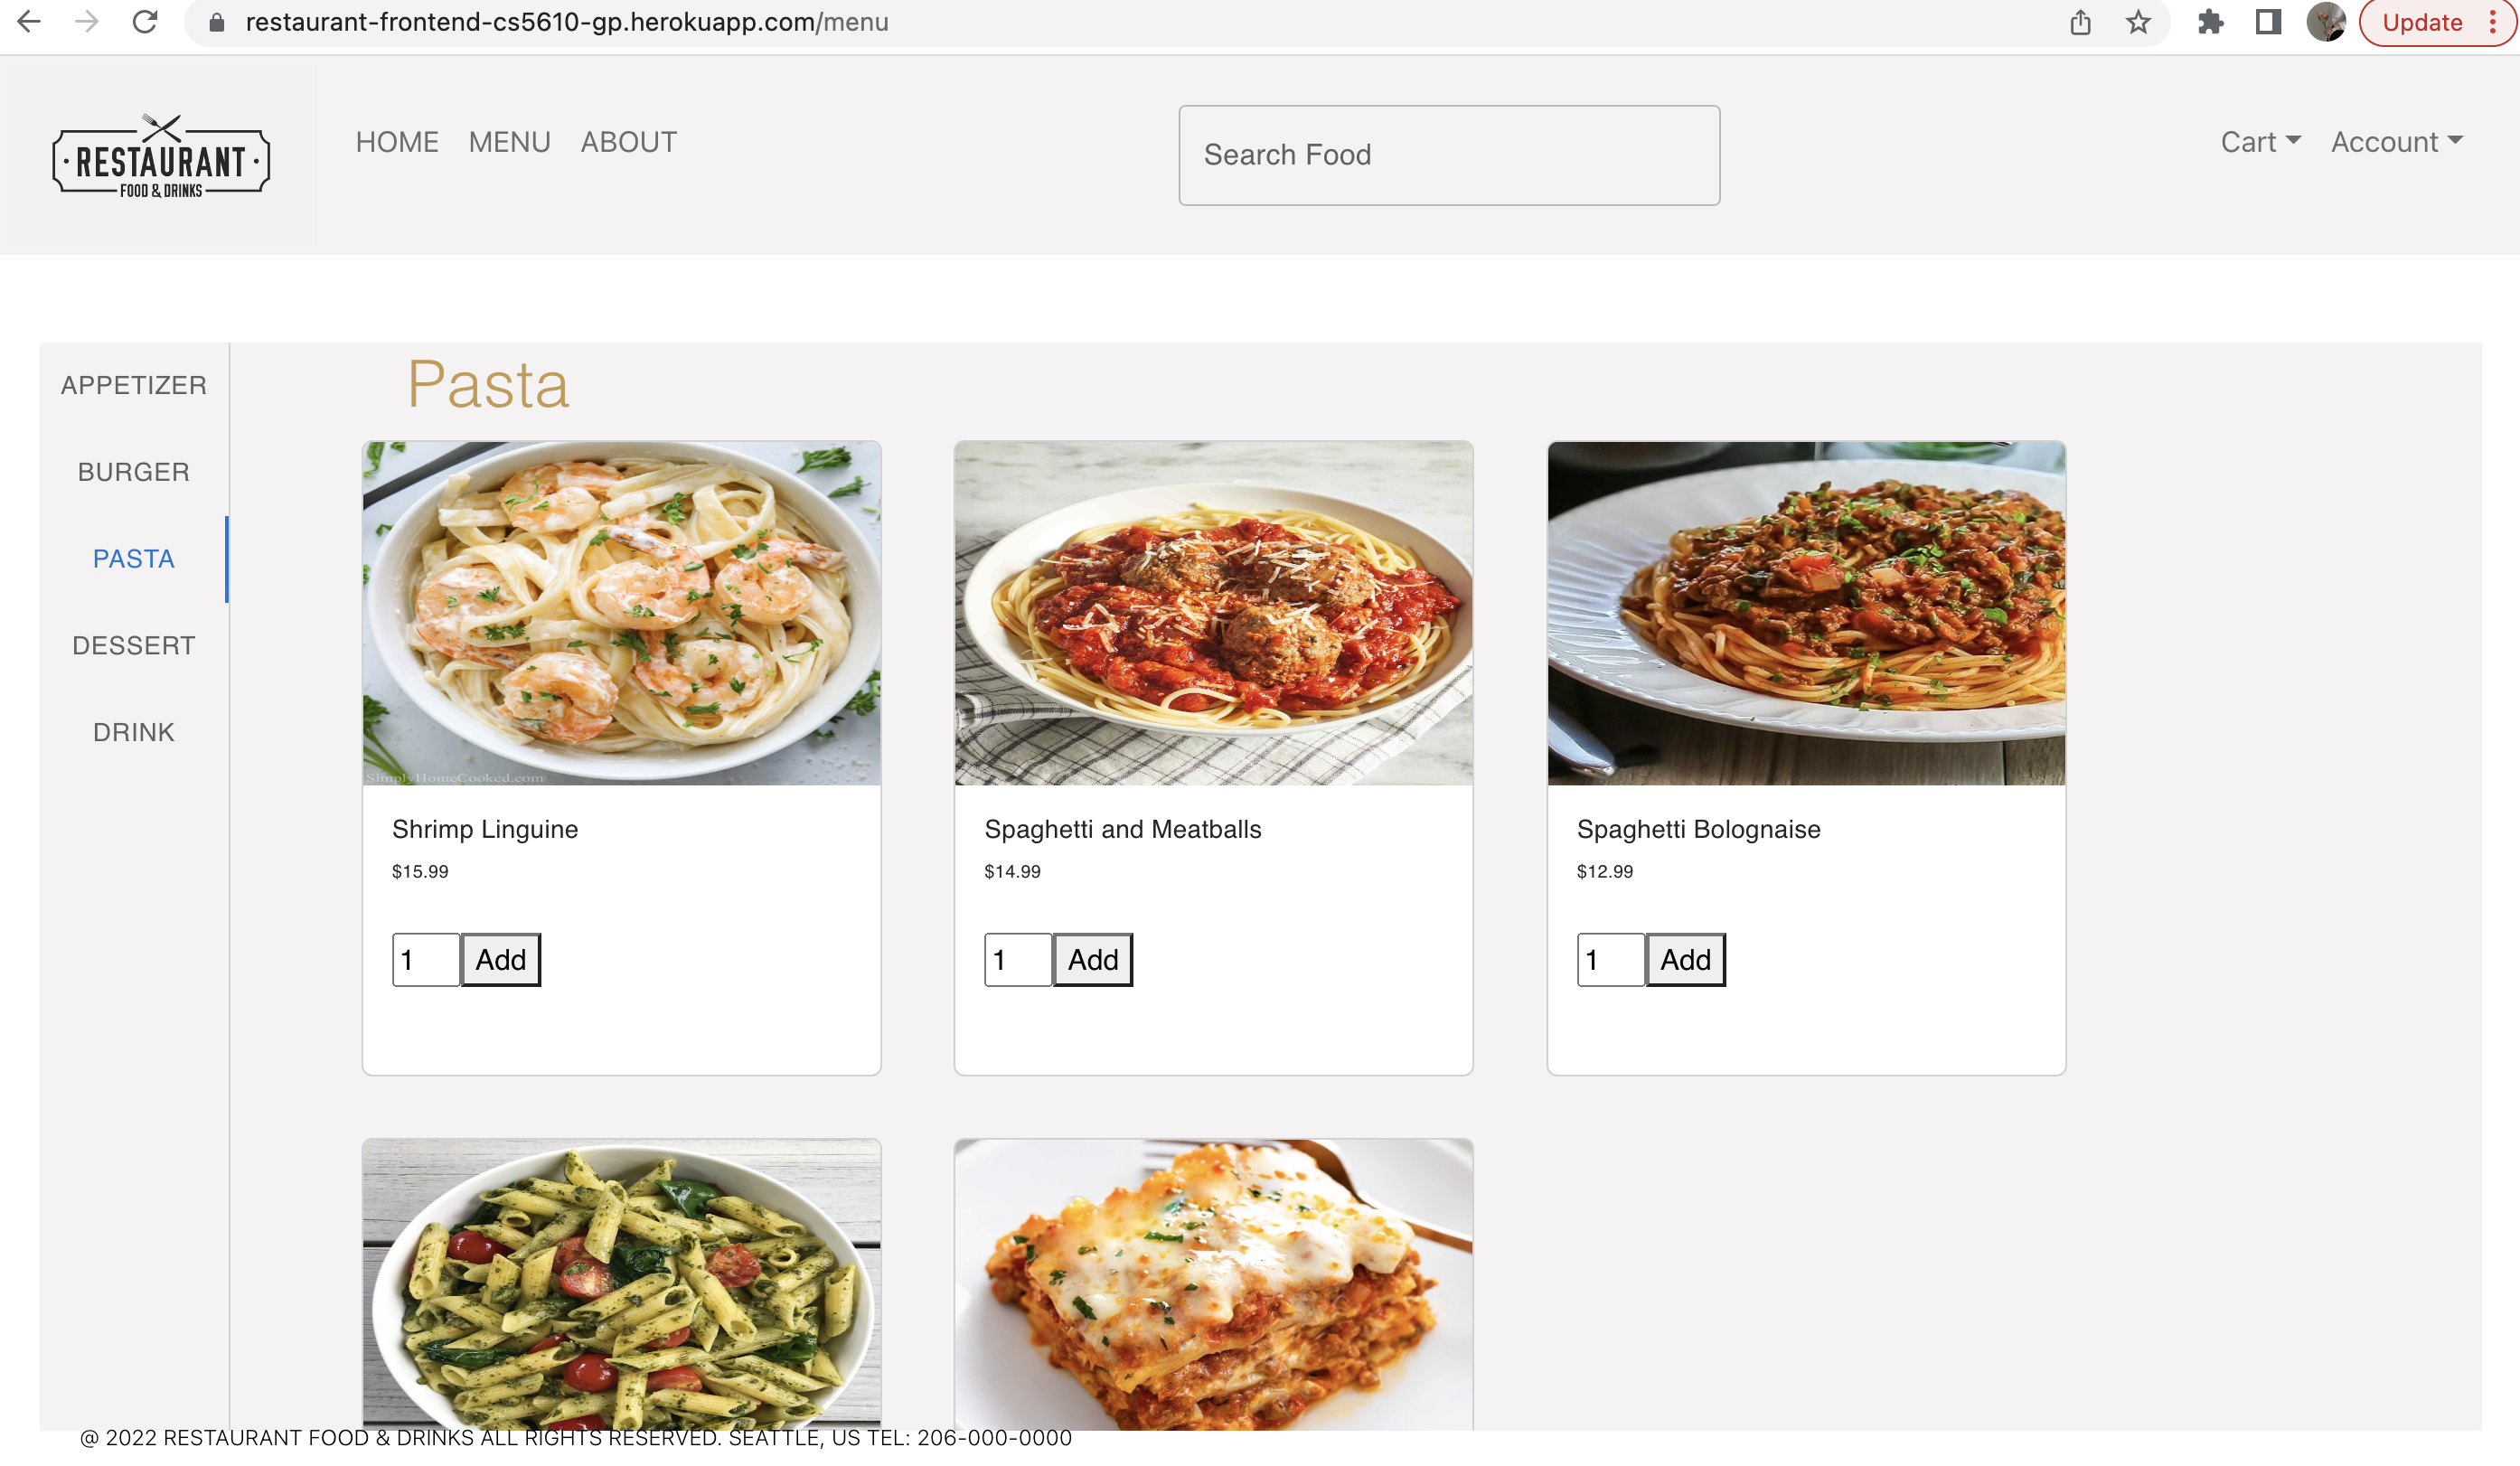 restaurant-frontend-cs5610-gp.herokuapp.com/menu
Update
· RESTAURANT ·
FOOD & DRINKS
HOME MENU ABOUT
Search Food
Cart Account
APPETIZER
BURGER
PASTA
DESSERT
DRINK
Pasta
SimplyHomeCooked.com
Shrimp Linguine
$15.99
1 Add
Spaghetti and Meatballs
$14.99
1 Add
Spaghetti Bolognaise
$12.99
1 Add
@ 2022 RESTAURANT FOOD & DRINKS ALL RIGHTS RESERVED. SEATTLE, US TEL: 206-000-0000